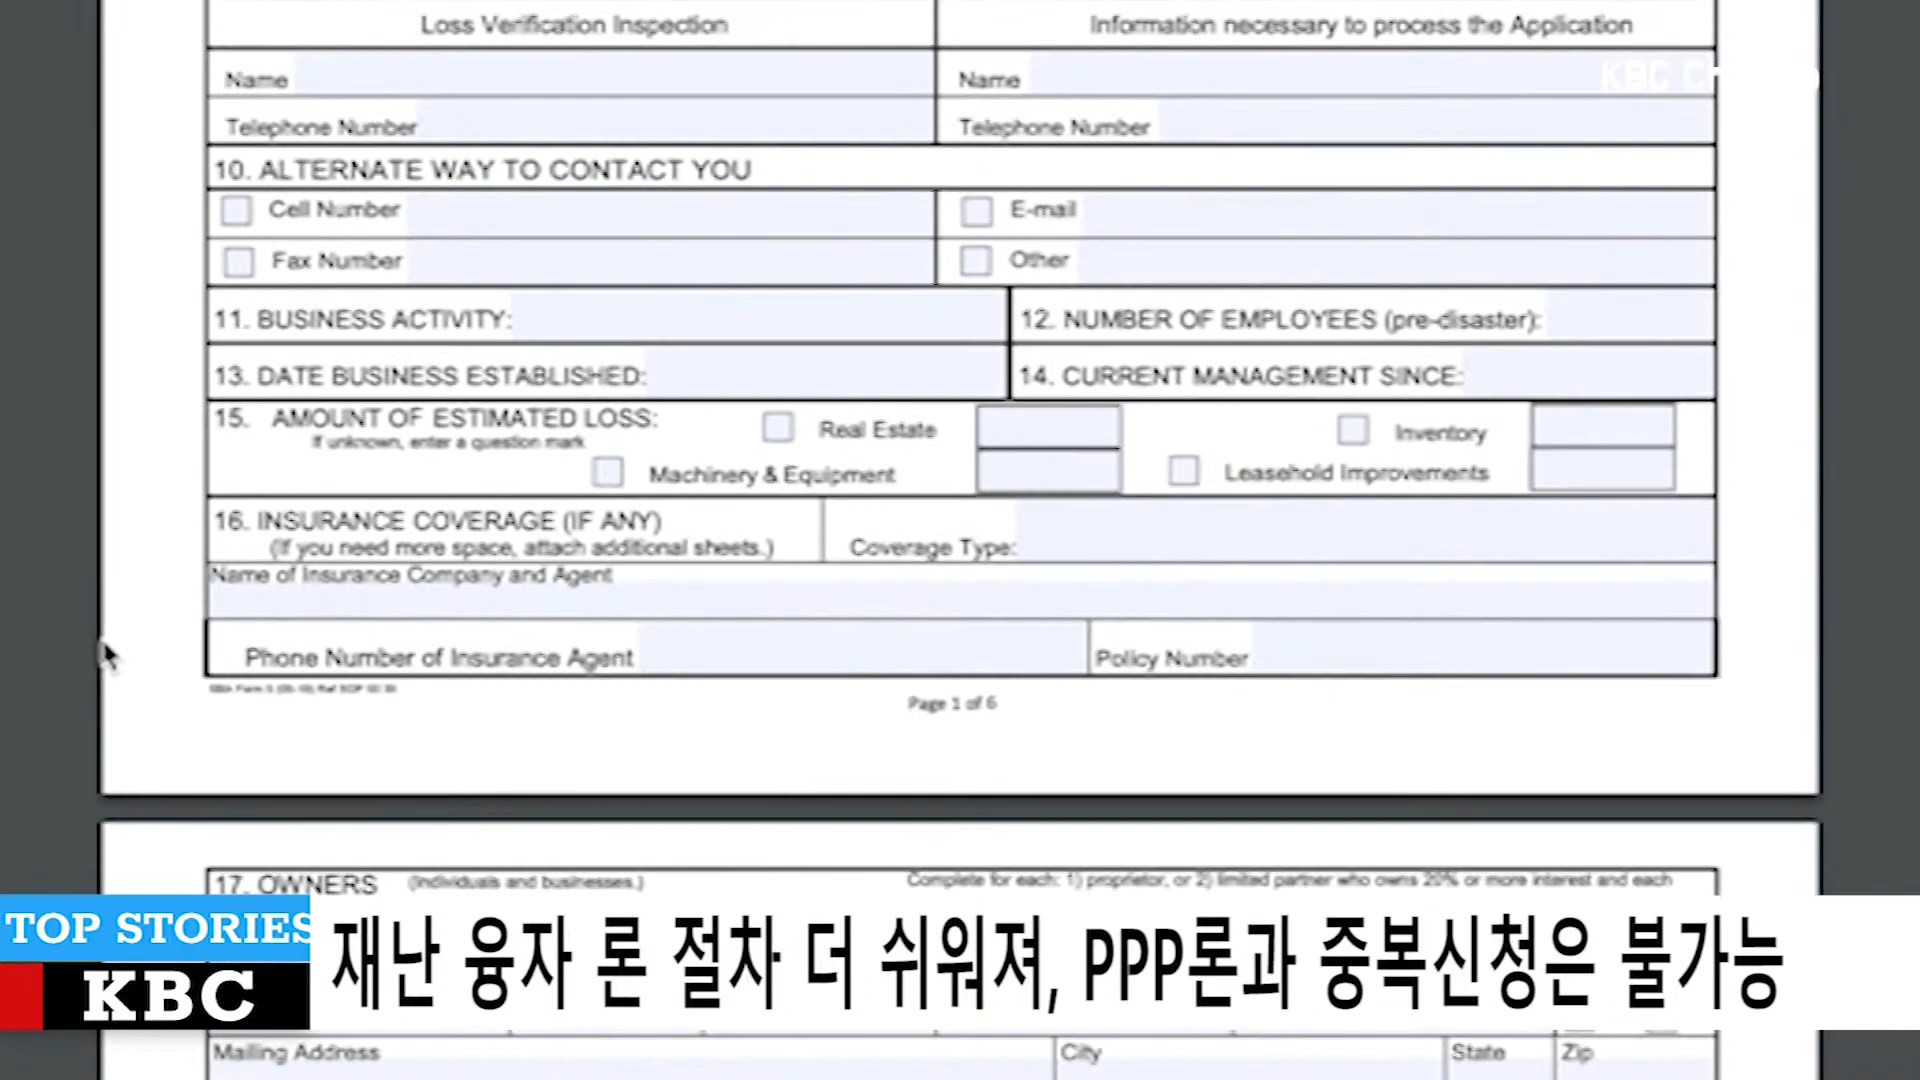 Loss Verification Inspection
Information necessary to process the Application
KBC C
Name
Name
Telephone Number
Telephone Number
10. ALTERNATE WAY TO CONTACT YOU
Cell Number
E-mail
Fax Number
Other
11. BUSINESS ACTIVITY:
12. NUMBER OF EMPLOYEES (pre-disaster):
13. DATE BUSINESS ESTABLISHED:
14. CURRENT MANAGEMENT SINCE:
15. AMOUNT OF ESTIMATED LOSS:
If unknown, enter a question mark
Real Estate
Inventory
Machinery & Equipment
Leasehold Improvements
16. INSURANCE COVERAGE (IF ANY)
(If you need more space, attach additional sheets.)
Coverage Type:
Name of Insurance Company and Agent
Phone Number of Insurance Agent
Policy Number
Page 1 of 6
17. OWNERS (Individuals and businesses.)
Complete for each: 1) proprietor, or 2) limited partner who owns 20% or more interest and each
TOP STORIES
KBC
재난 융자 론 절차 더 쉬워져, PPP론과 중복신청은 불가능
Mailing Address
City
State
Zip